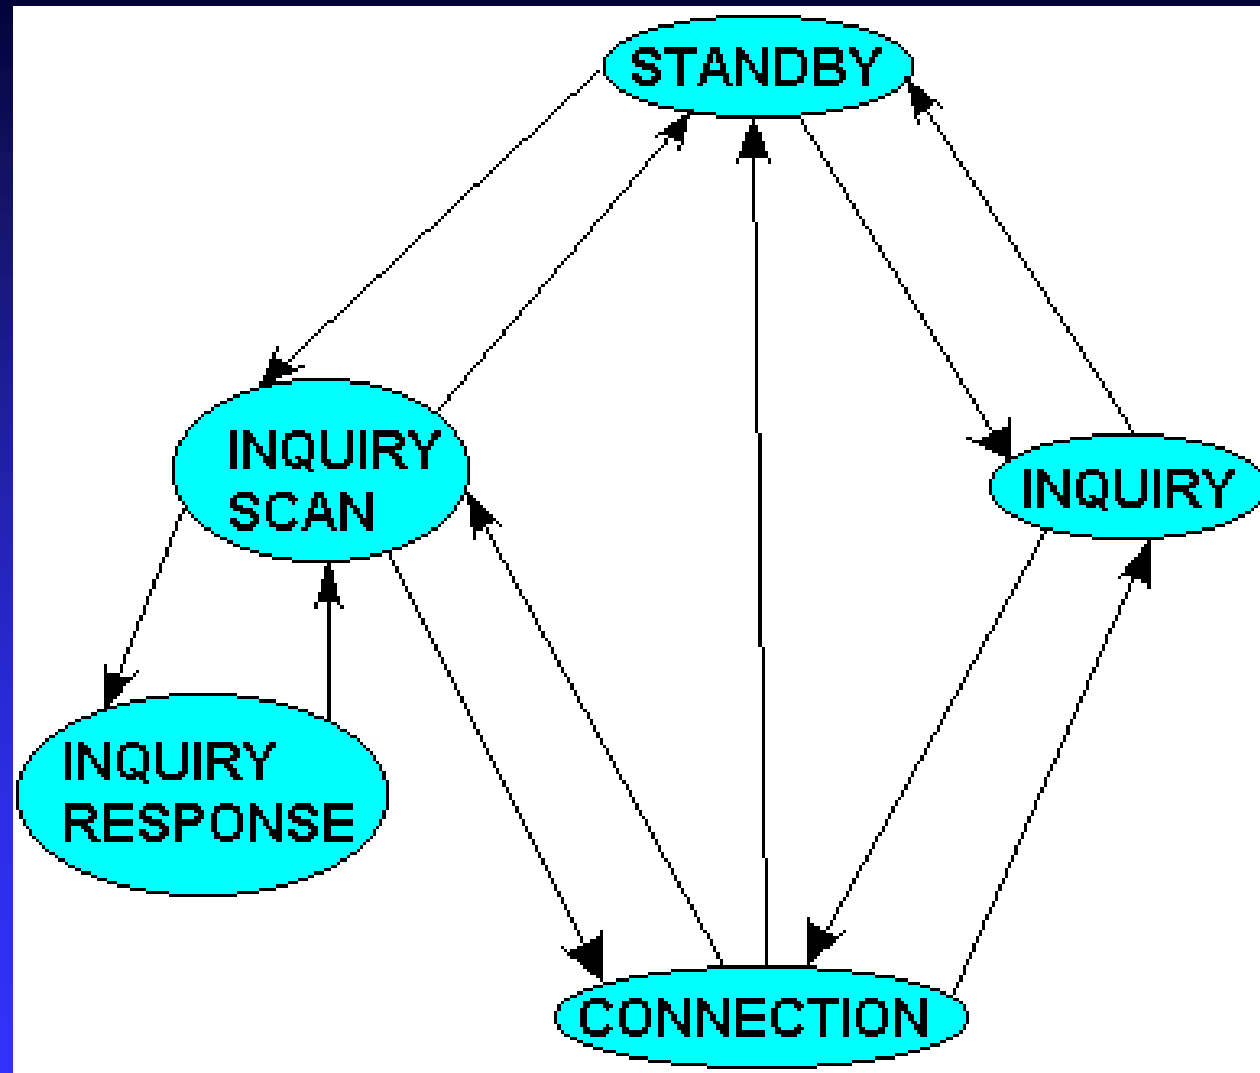 STANDBY
INQUIRY
SCAN
INQUIRY
INQUIRY
RESPONSE
CONNECTION